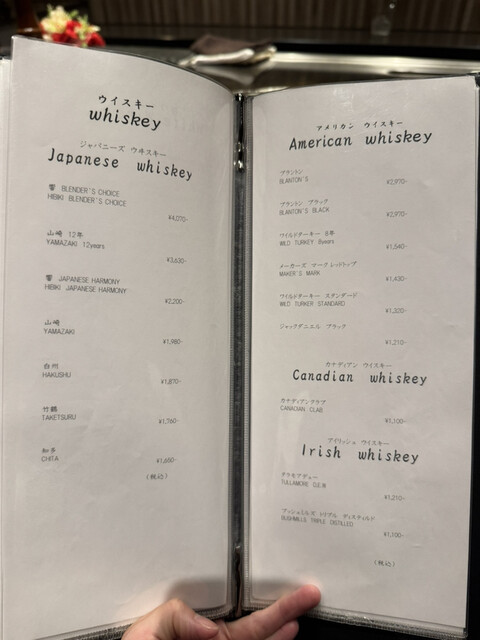 ウイスキー
whiskey
ジャパニーズ ウヰスキー
Japanese whiskey
響 BLENDER'S CHOICE
HIBIKI BLENDER'S CHOICE
¥4,070-
山崎 12年
YAMAZAKI 12years
¥3,630-
響 JAPANESE HARMONY
HIBIKI JAPANESE HARMONY
¥2,200-
山崎
YAMAZAKI
¥1,980-
白州
HAKUSHU
¥1,870-
竹鶴
TAKETSURU
¥1,760-
知多
CHITA
¥1,650-
(税込)
アメリカン ウイスキー
American whiskey
ブラントン
BLANTON'S
¥2,970-
ブラントン ブラック
BLANTON'S BLACK
¥2,970-
ワイルドターキー 8年
WILD TURKEY 8years
¥1,540-
メーカーズ マーク レッドトップ
MAKER'S MARK
¥1,430-
ワイルドターキー スタンダード
WILD TURKER STANDARD
¥1,320-
ジャックダニエル ブラック
¥1,210-
カナディアン ウイスキー
Canadian whiskey
カナディアンクラブ
CANADIAN CLAB
¥1,100-
アイリッシュ ウイスキー
Irish whiskey
タラモアデュー
TULLAMORE D.E.W
¥1,210-
ブッシュミルズ トリプル ディスティルド
BUSHMILLS TRIPLE DISTILLED
¥1,100-
(税込)